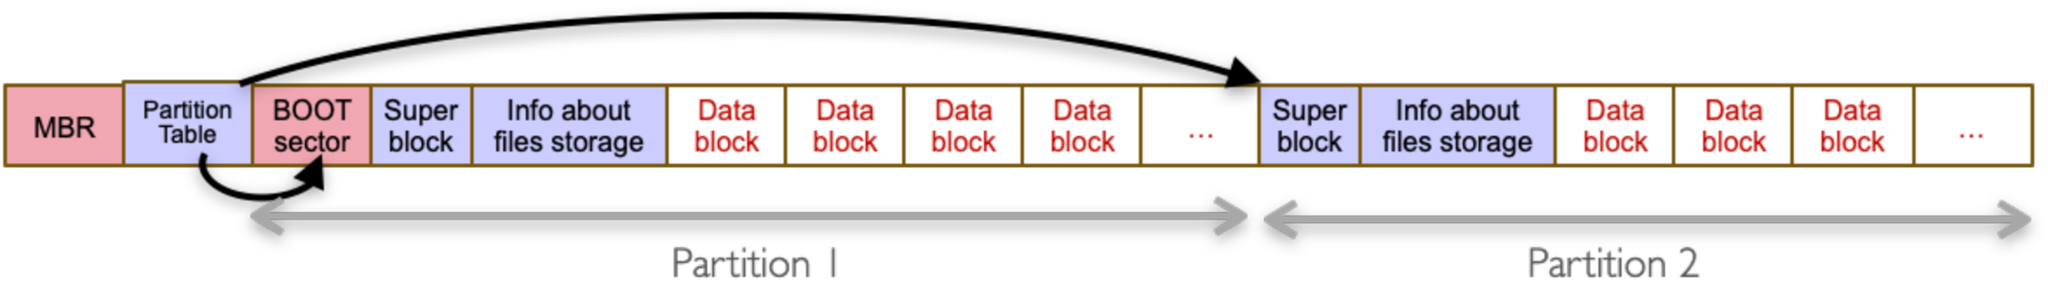 MBR
Partition
Table
BOOT
sector
Super
block
Info about
files storage
Data
block
Data
block
Data
block
Data
block
...
Super
block
Info about
files storage
Data
block
Data
block
Data
block
...
Partition 1
Partition 2